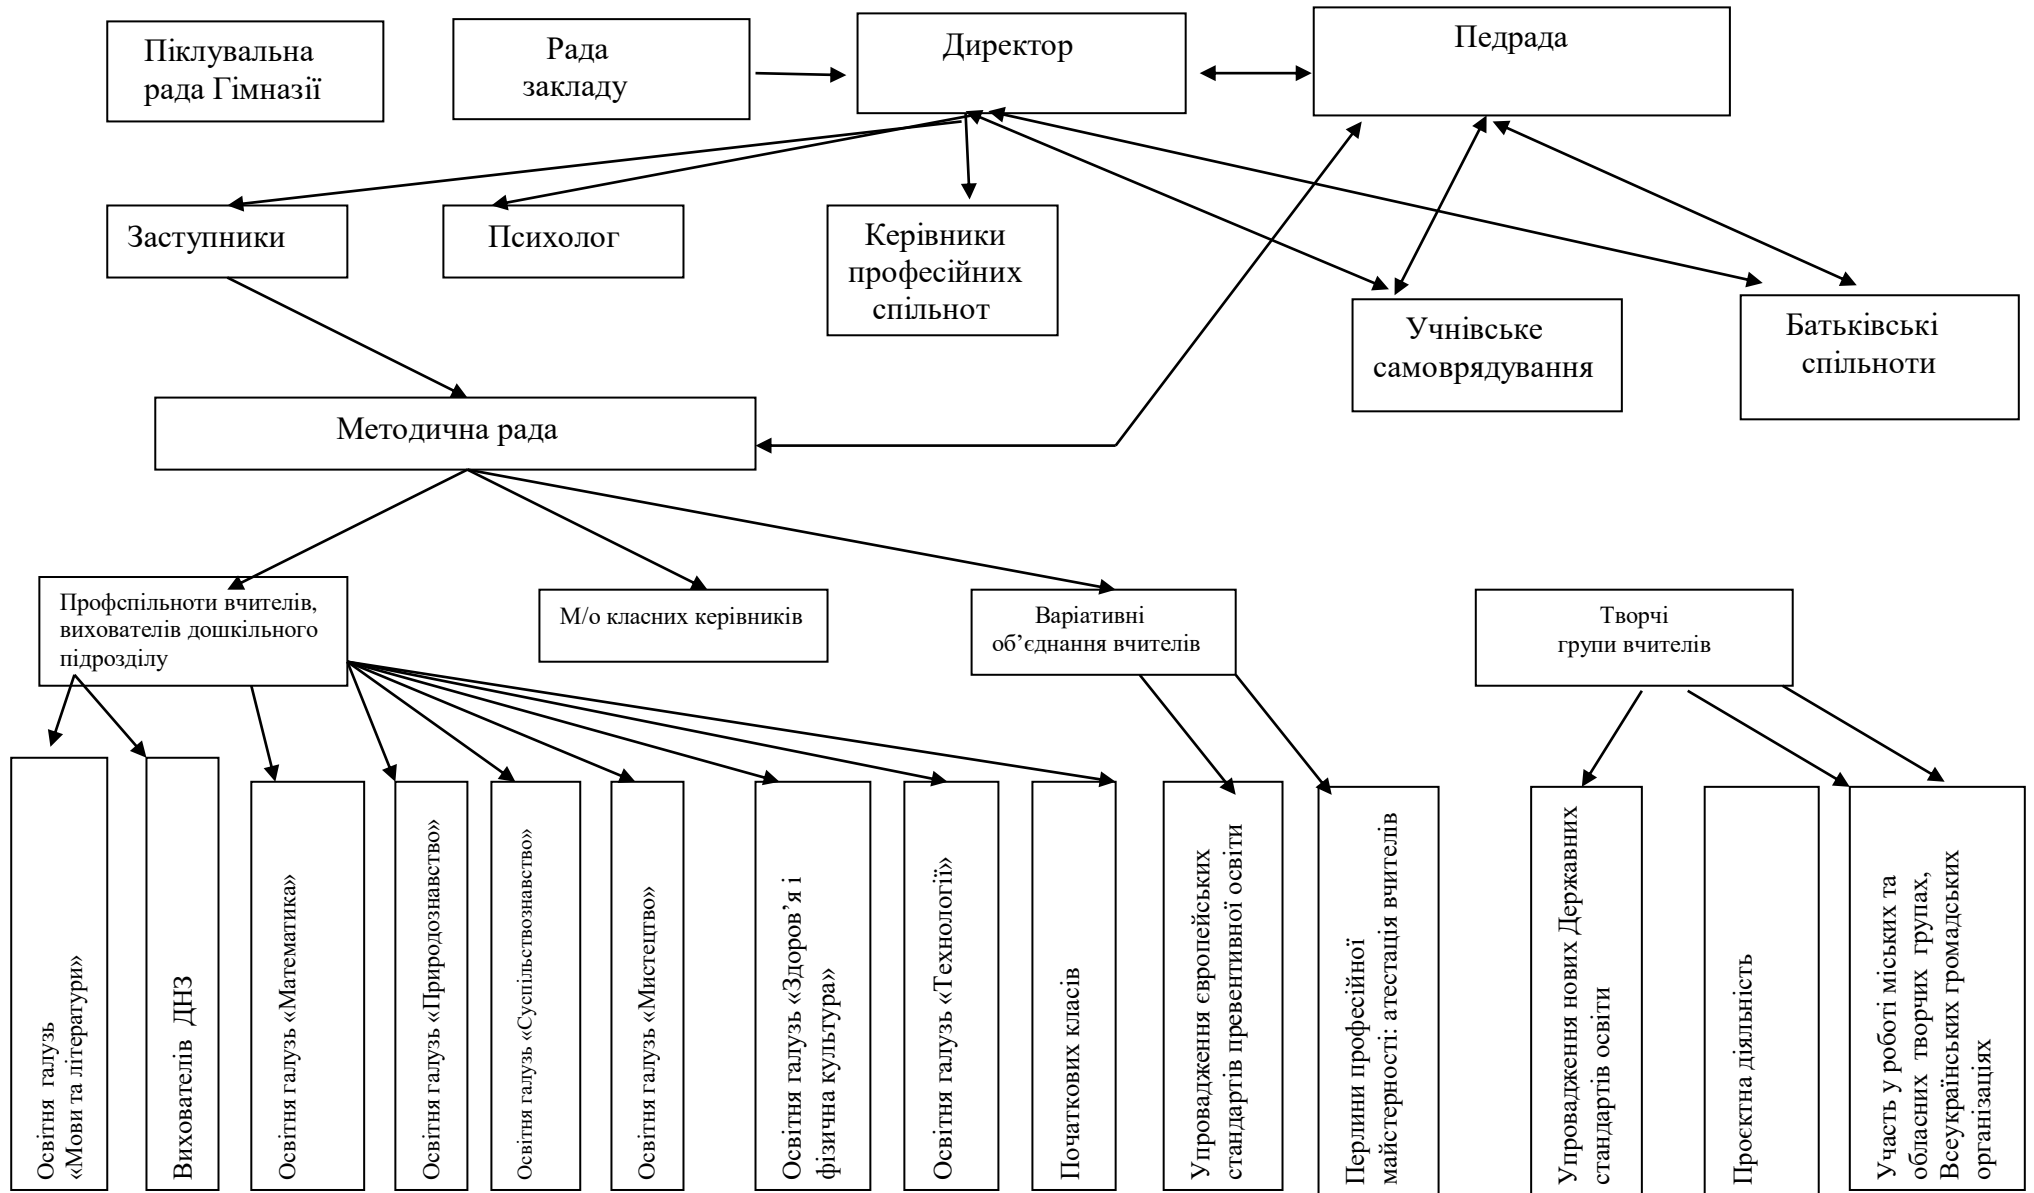 Піклувальна
рада Гімназії
Рада
закладу
Директор
Педрада
Заступники
Психолог
Керівники
професійних
спільнот
Учнівське
самоврядування
Батьківські
спільноти
Методична рада
Профспільноти вчителів,
вихователів дошкільного
підрозділу
М/о класних керівників
Варіативні
об’єднання вчителів
Творчі
групи вчителів
Освітня галузь
«Мови та літератури»
Вихователів ДНЗ
Освітня галузь «Математика»
Освітня галузь «Природознавство»
Освітня галузь «Суспільствознавство»
Освітня галузь «Мистецтво»
Освітня галузь «Здоров’я і
фізична культура»
Освітня галузь «Технології»
Початкових класів
Упровадження європейських
стандартів превентивної освіти
Перлини професійної
майстерності: атестація вчителів
Упровадження нових Державних
стандартів освіти
Проєктна діяльність
Участь у роботі міських та
обласних творчих групах,
Всеукраїнських громадських
організаціях